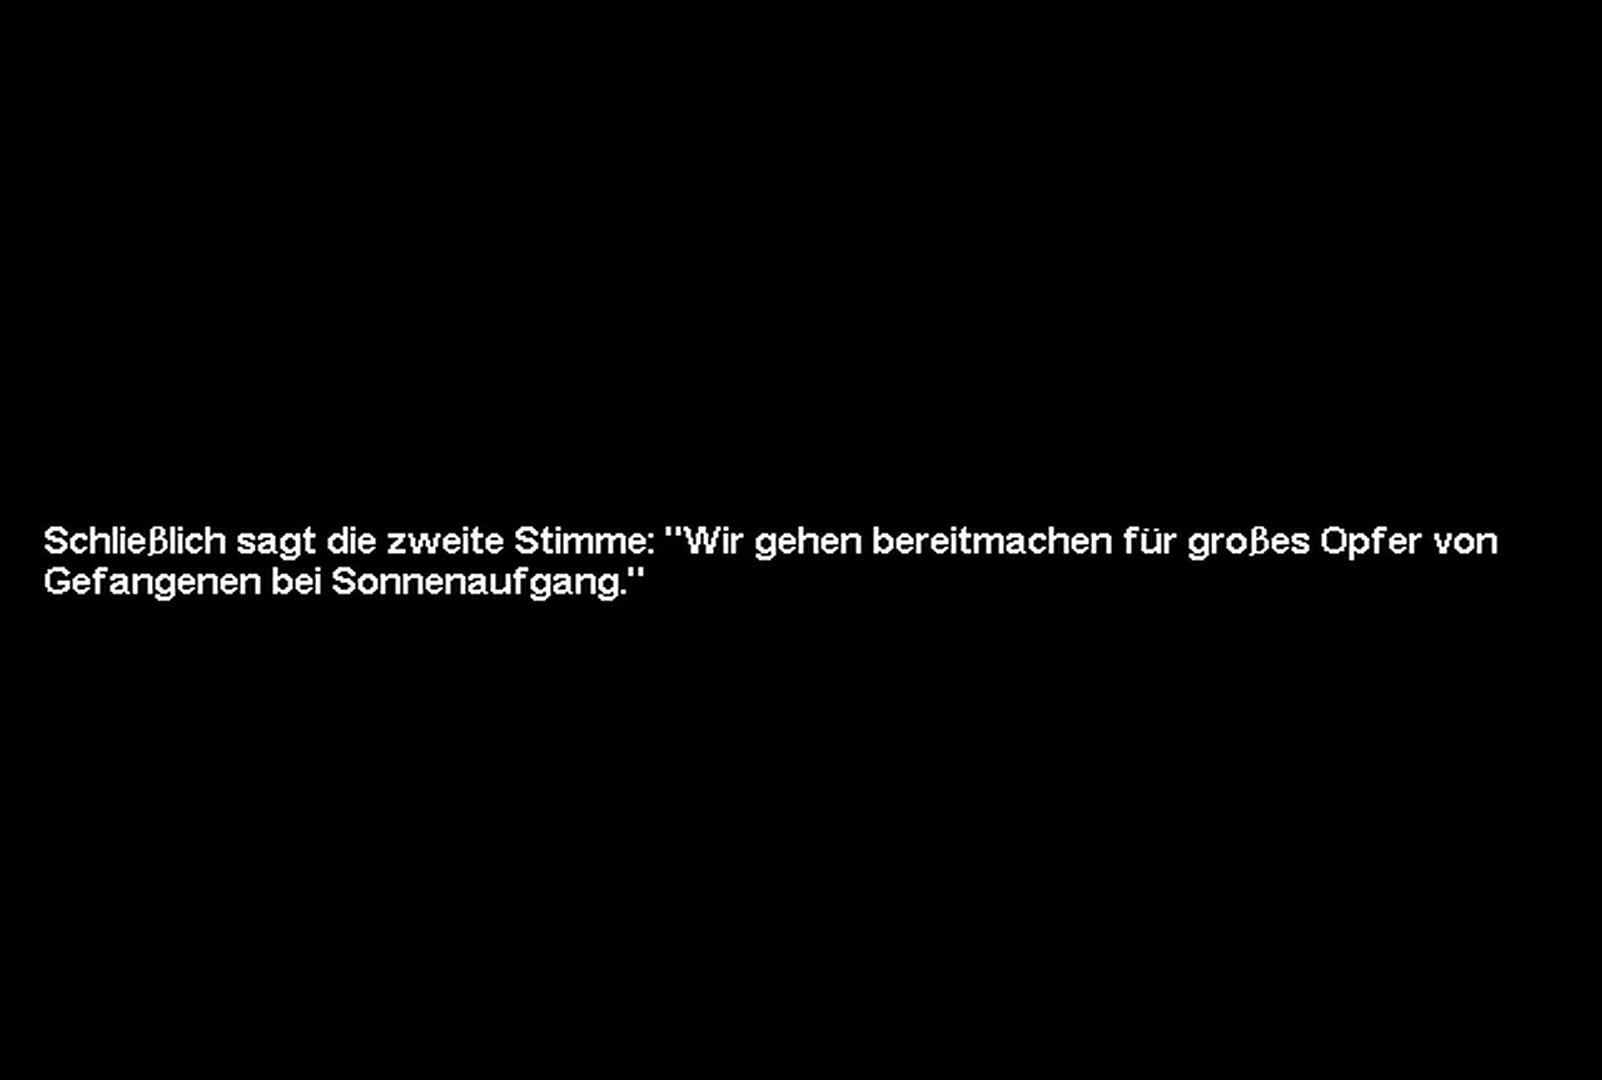 Schließlich sagt die zweite Stimme: "Wir gehen bereitmachen für großes Opfer von
Gefangenen bei Sonnenaufgang."